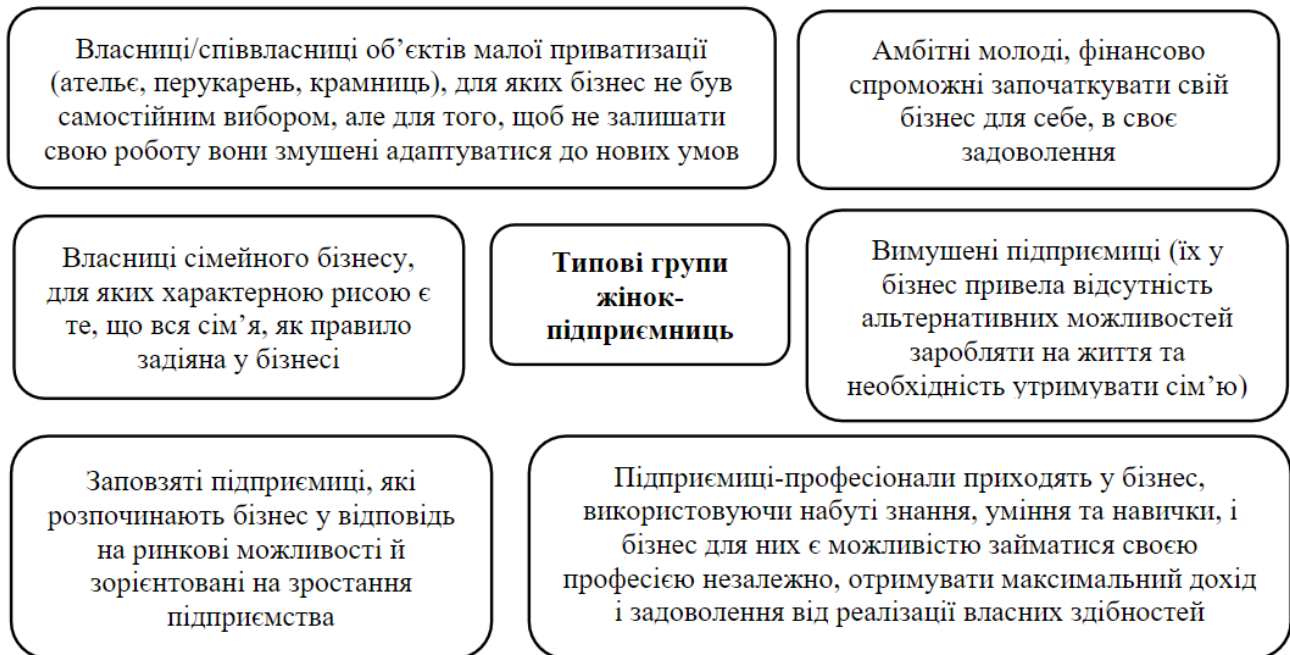 Власниці/співвласниці об’єктів малої приватизації
(ательє, перукарень, крамниць), для яких бізнес не був
самостійним вибором, але для того, щоб не залишати
свою роботу вони змушені адаптуватися до нових умов
Амбітні молоді, фінансово
спроможні започаткувати свій
бізнес для себе, в своє
задоволення
Власниці сімейного бізнесу,
для яких характерною рисою є
те, що вся сім’я, як правило
задіяна у бізнесі
Типові групи
жінок-
підприємниць
Вимушені підприємиці (їх у
бізнес привела відсутність
альтернативних можливостей
заробляти на життя та
необхідність утримувати сім’ю)
Заповзяті підприємиці, які
розпочинають бізнес у відповідь
на ринкові можливості й
зорієнтовані на зростання
підприємства
Підприємиці-професіонали приходять у бізнес,
використовуючи набуті знання, уміння та навички, і
бізнес для них є можливістю займатися своєю
професією незалежно, отримувати максимальний дохід
і задоволення від реалізації власних здібностей